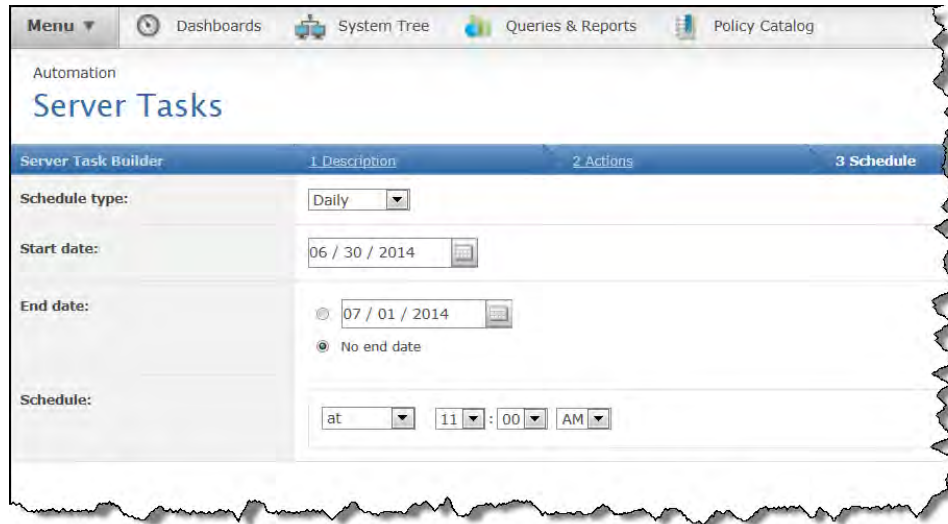 Menu ▼ Dashboards System Tree Queries & Reports Policy Catalog
Automation
Server Tasks
Server Task Builder 1 Description 2 Actions 3 Schedule
Schedule type: Daily
Start date: 06 / 30 / 2014
End date: 07 / 01 / 2014
No end date
Schedule: at 11 : 00 AM